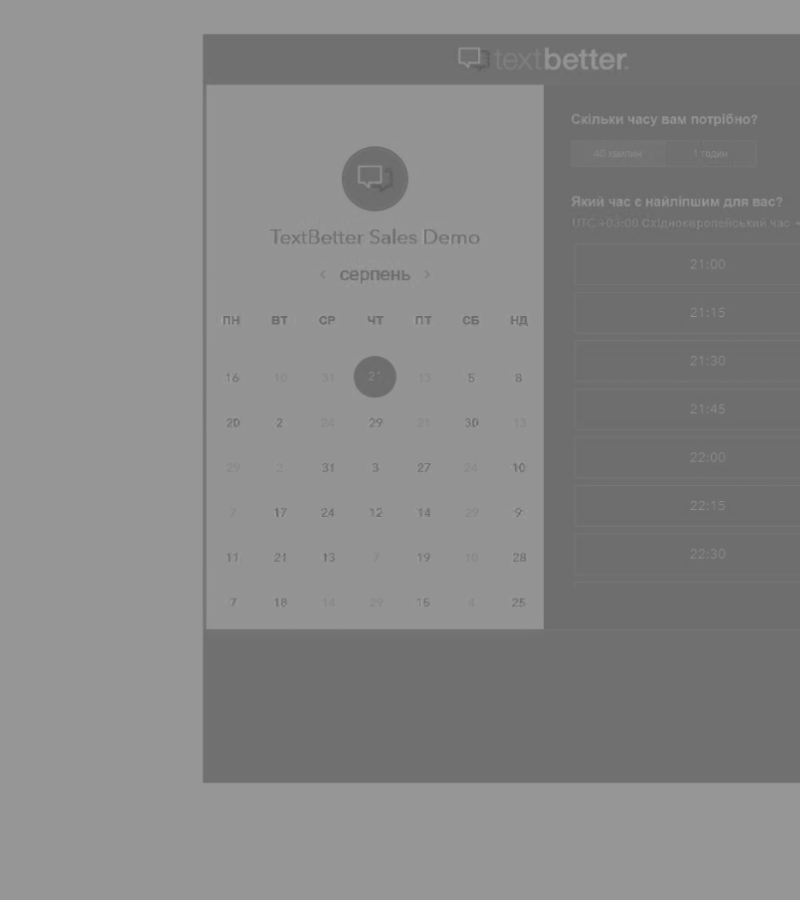 textbetter.
TextBetter Sales Demo
‹ серпень ›
ПН ВТ СР ЧТ ПТ СБ НД
16 10 31 21 13 5 8
20 2 24 29 21 30 13
29 2 31 3 27 24 10
7 17 24 12 14 29 9
11 21 13 7 19 10 28
7 18 14 29 15 4 25
Скільки часу вам потрібно?
40 хвилин 1 годин
Який час є найліпшим для вас?
UTC +03:00 Східноєвропейський час
21:00
21:15
21:30
21:45
22:00
22:15
22:30